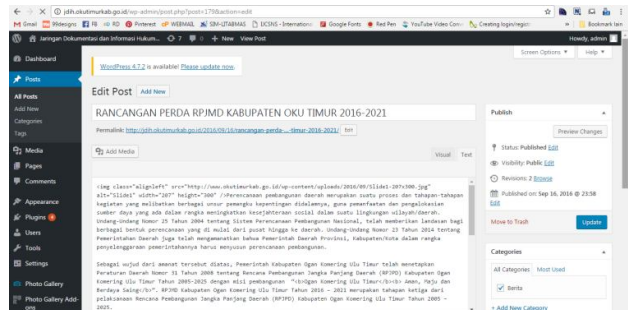 jdih.okutimurkab.go.id/wp-admin/post.php?post=179&action=edit
M Gmail 99designs FB RD Pinterest WEBMAIL SIM-LITABMAS Google Fonts Red Pen YouTube Video Conv Creating login/regist » Bookmark lain
Jaringan Dokumentasi dan Informasi Hukum... 7 0 + New View Post Howdy, admin
Screen Options Help
Dashboard
Posts
All Posts
Add New
Categories
Tags
Media
Pages
Comments
Appearance
Plugins
Users
Tools
Settings
Photo Gallery
Photo Gallery Add-ons
WordPress 4.7.2 is available! Please update now.
Edit Post Add New
RANCANGAN PERDA RPJMD KABUPATEN OKU TIMUR 2016-2021
Permalink: http://jdih.okutimurkab.go.id/2016/09/16/rancangan-perda-...-timur-2016-2021/ Edit
Add Media Visual Text
<img class="alignleft" src="http://www.okutimurkab.go.id/wp-content/uploads/2016/09/Slide1-207x300.jpg"
alt="Slide1" width="207" height="300" />Perencanaan pembangunan daerah merupakan suatu proses dan tahapan-tahapan
kegiatan yang melibatkan berbagai unsur pemangku kepentingan didalamnya, guna pemanfaatan dan pengalokasian
sumber daya yang ada dalam rangka meningkatkan kesejahteraan sosial dalam suatu lingkungan wilayah/daerah.
Undang-Undang Nomor 25 Tahun 2004 tentang Sistem Perencanaan Pembangunan Nasional, telah memberikan landasan bagi
berbagai bentuk perencanaan yang di mulai dari pusat hingga ke daerah. Undang-Undang Nomor 23 Tahun 2014 tentang
Pemerintahan Daerah juga telah mengamanatkan bahwa Pemerintah Daerah Provinsi, Kabupaten/Kota dalam rangka
penyelenggaraan pemerintahannya harus menyusun perencanaan pembangunan.
Sebagai wujud dari amanat tersebut diatas, Pemerintah Kabupaten Ogan Komering Ulu Timur telah menetapkan
Peraturan Daerah Nomor 31 Tahun 2008 tentang Rencana Pembangunan Jangka Panjang Daerah (RPJPD) Kabupaten Ogan
Komering Ulu Timur Tahun 2005-2025 dengan misi pembangunan "<b>Ogan Komering Ulu Timur</b><b> Aman, Maju dan
Berdaya Saing</b>". RPJMD Kabupaten Ogan Komering Ulu Timur Tahun 2016 – 2021 merupakan tahapan ketiga dari
pelaksanaan Rencana Pembangunan Jangka Panjang Daerah (RPJPD) Kabupaten Ogan Komering Ulu Timur Tahun 2005 –
2025.
Publish
Preview Changes
Status: Published Edit
Visibility: Public Edit
Revisions: 2 Browse
Published on: Sep 16, 2016 @ 23:58
Edit
Move to Trash Update
Categories
All Categories Most Used
Berita
+ Add New Category